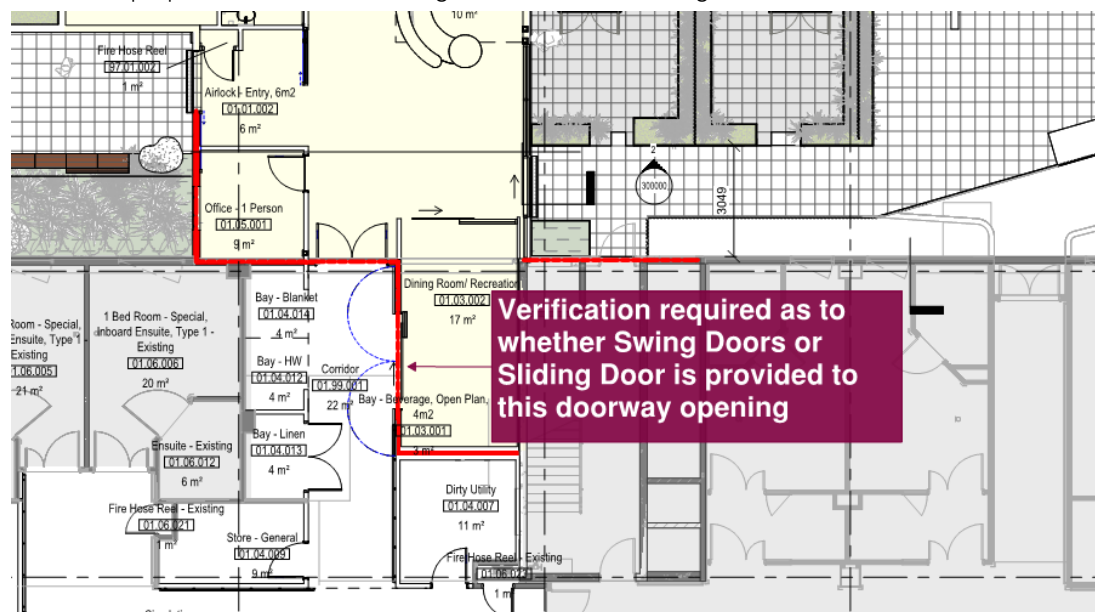 10 m²
Fire Hose Reel
97.01.002
1 m²
Airlock - Entry, 6m2
01.01.002
6 m²
2
300000
3049
Office - 1 Person
01.05.001
9 m²
Dining Room/ Recreation
01.03.002
17 m²
Verification required as to
whether Swing Doors or
Sliding Door is provided to
this doorway opening
Room - Special,
Ensuite, Type 1 -
Existing
01.06.005
21 m²
1 Bed Room - Special,
Inboard Ensuite, Type 1 -
Existing
01.06.006
20 m²
Bay - Blanket
01.04.014
4 m²
Bay - HW
01.04.012
4 m²
Corridor
01.99.001
22 m²
Bay - Beverage, Open Plan,
4m2
01.03.001
3 m²
Bay - Linen
01.04.013
4 m²
Ensuite - Existing
01.06.012
6 m²
Dirty Utility
01.04.007
11 m²
Fire Hose Reel - Existing
01.06.021
1 m²
Store - General
01.04.009
9 m²
Fire Hose Reel - Existing
01.06.022
1 m²